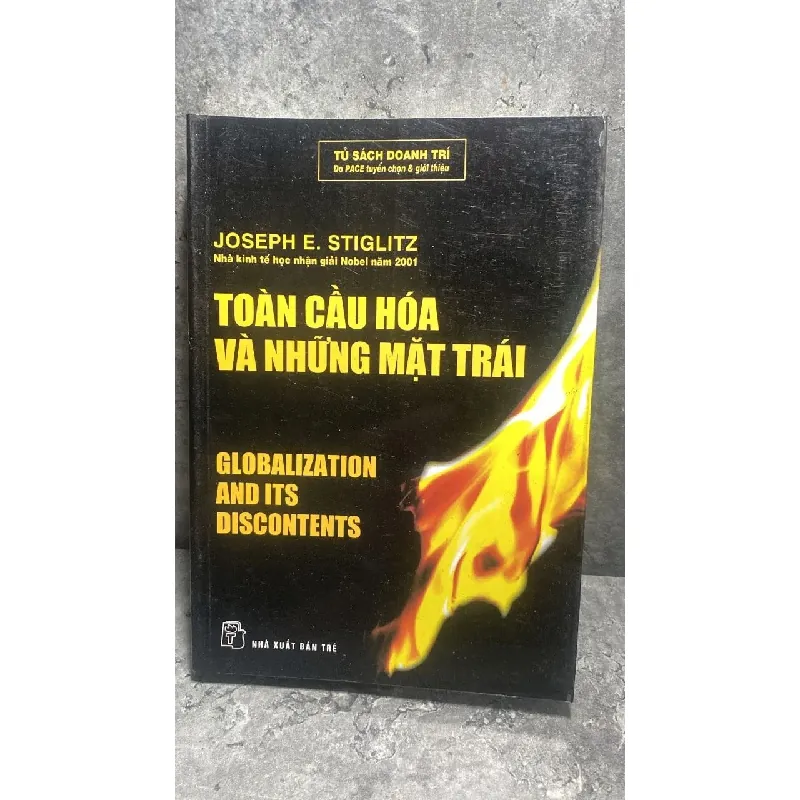 TỦ SÁCH DOANH TRÍ
Do PACE tuyển chọn & giới thiệu
JOSEPH E. STIGLITZ
Nhà kinh tế học nhận giải Nobel năm 2001
TOÀN CẦU HÓA
VÀ NHỮNG MẶT TRÁI
GLOBALIZATION
AND ITS
DISCONTENTS
T
NHÀ XUẤT BẢN TRẺ